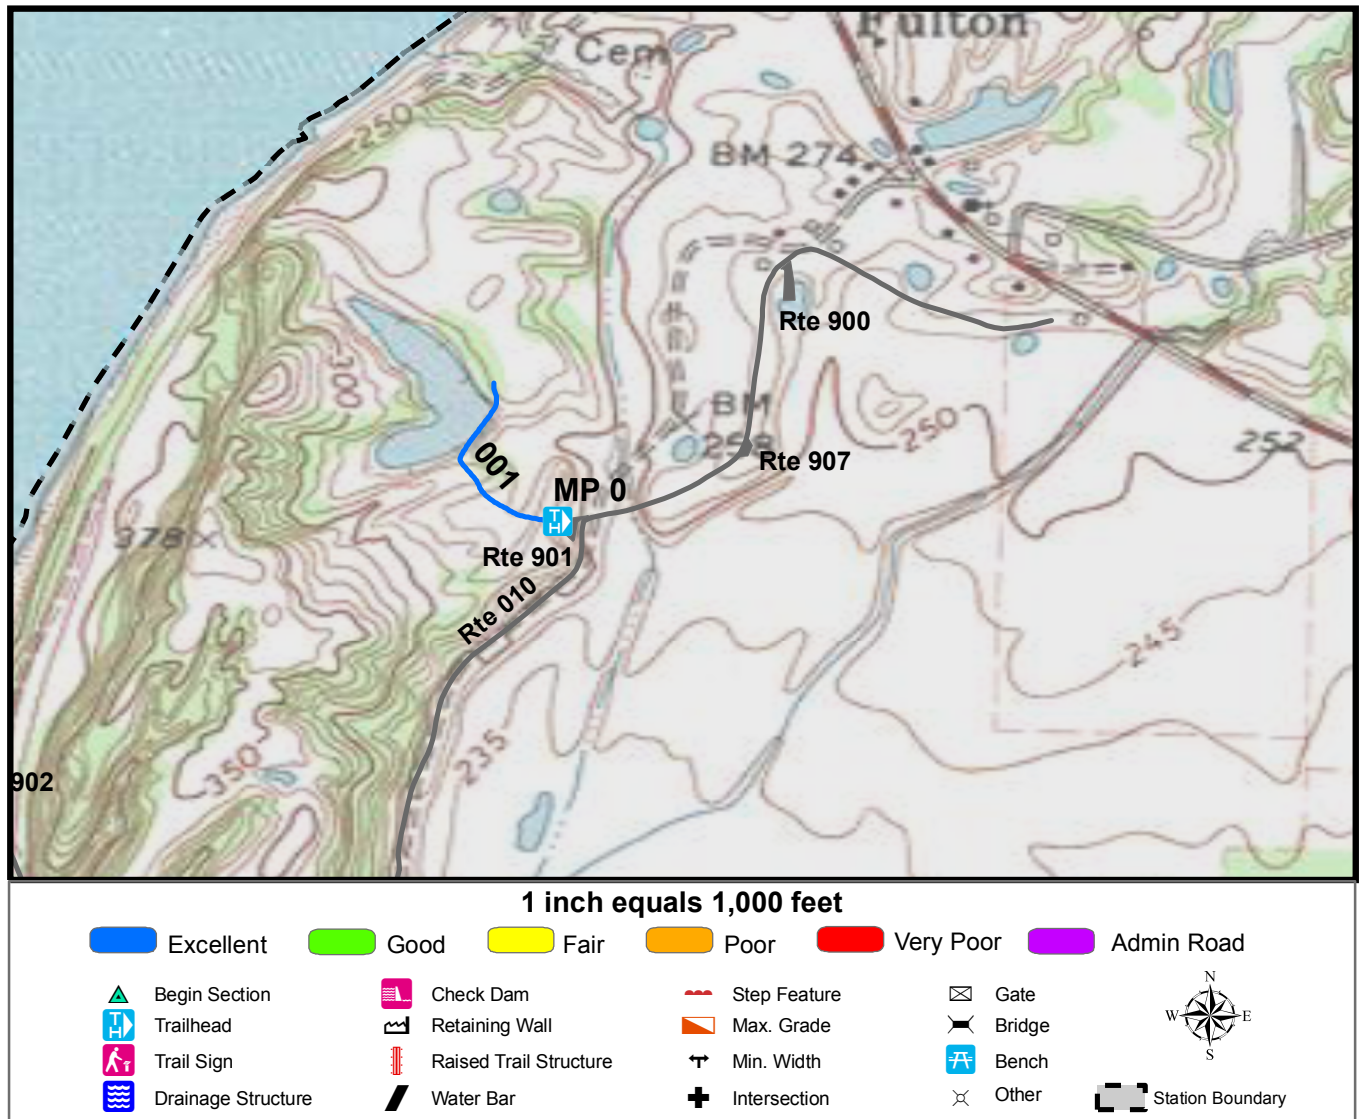 Fulton
Cem
250
BM 274
Rte 900
300
BM
258
250
252
001
Rte 907
MP 0
378
Rte 901
Rte 010
245
235
350
902
1 inch equals 1,000 feet
Excellent
Good
Fair
Poor
Very Poor
Admin Road
Begin Section
Check Dam
Step Feature
Gate
N
Trailhead
Retaining Wall
Max. Grade
Bridge
W
E
Trail Sign
Raised Trail Structure
Min. Width
Bench
S
Drainage Structure
Water Bar
Intersection
Other
Station Boundary
TH
TH